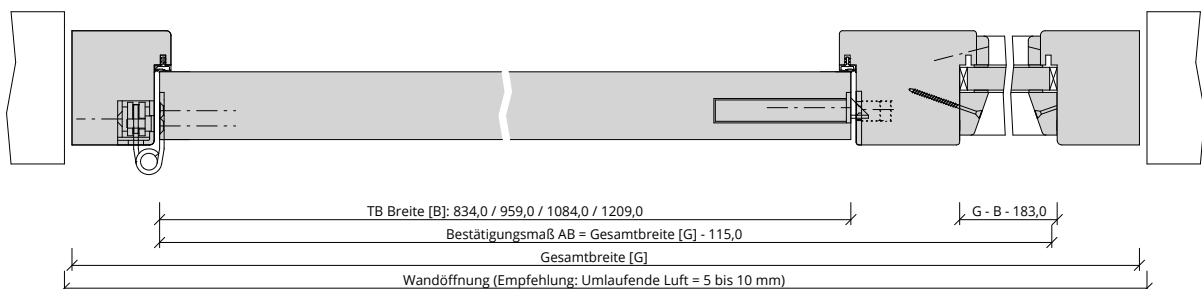 TB Breite [B]: 834,0 / 959,0 / 1084,0 / 1209,0
G - B - 183,0
Bestätigungsmaß AB = Gesamtbreite [G] - 115,0
Gesamtbreite [G]
Wandöffnung (Empfehlung: Umlaufende Luft = 5 bis 10 mm)